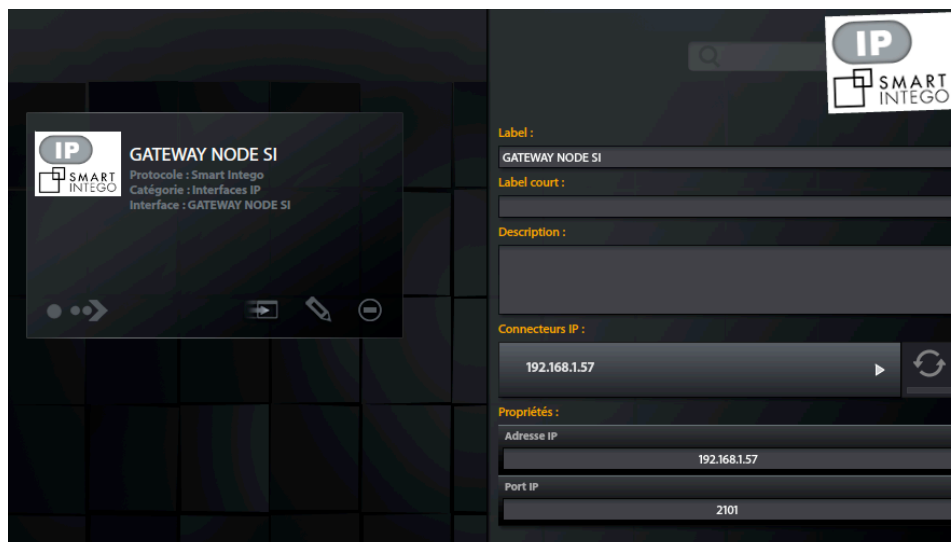 IP
SMART
INTEGO
GATEWAY NODE SI
Protocole : Smart Intego
Catégorie : Interfaces IP
Interface : GATEWAY NODE SI
IP
SMART
INTEGO
Label :
GATEWAY NODE SI
Label court :
Description :
Connecteurs IP :
192.168.1.57
Propriétés :
Adresse IP
192.168.1.57
Port IP
2101